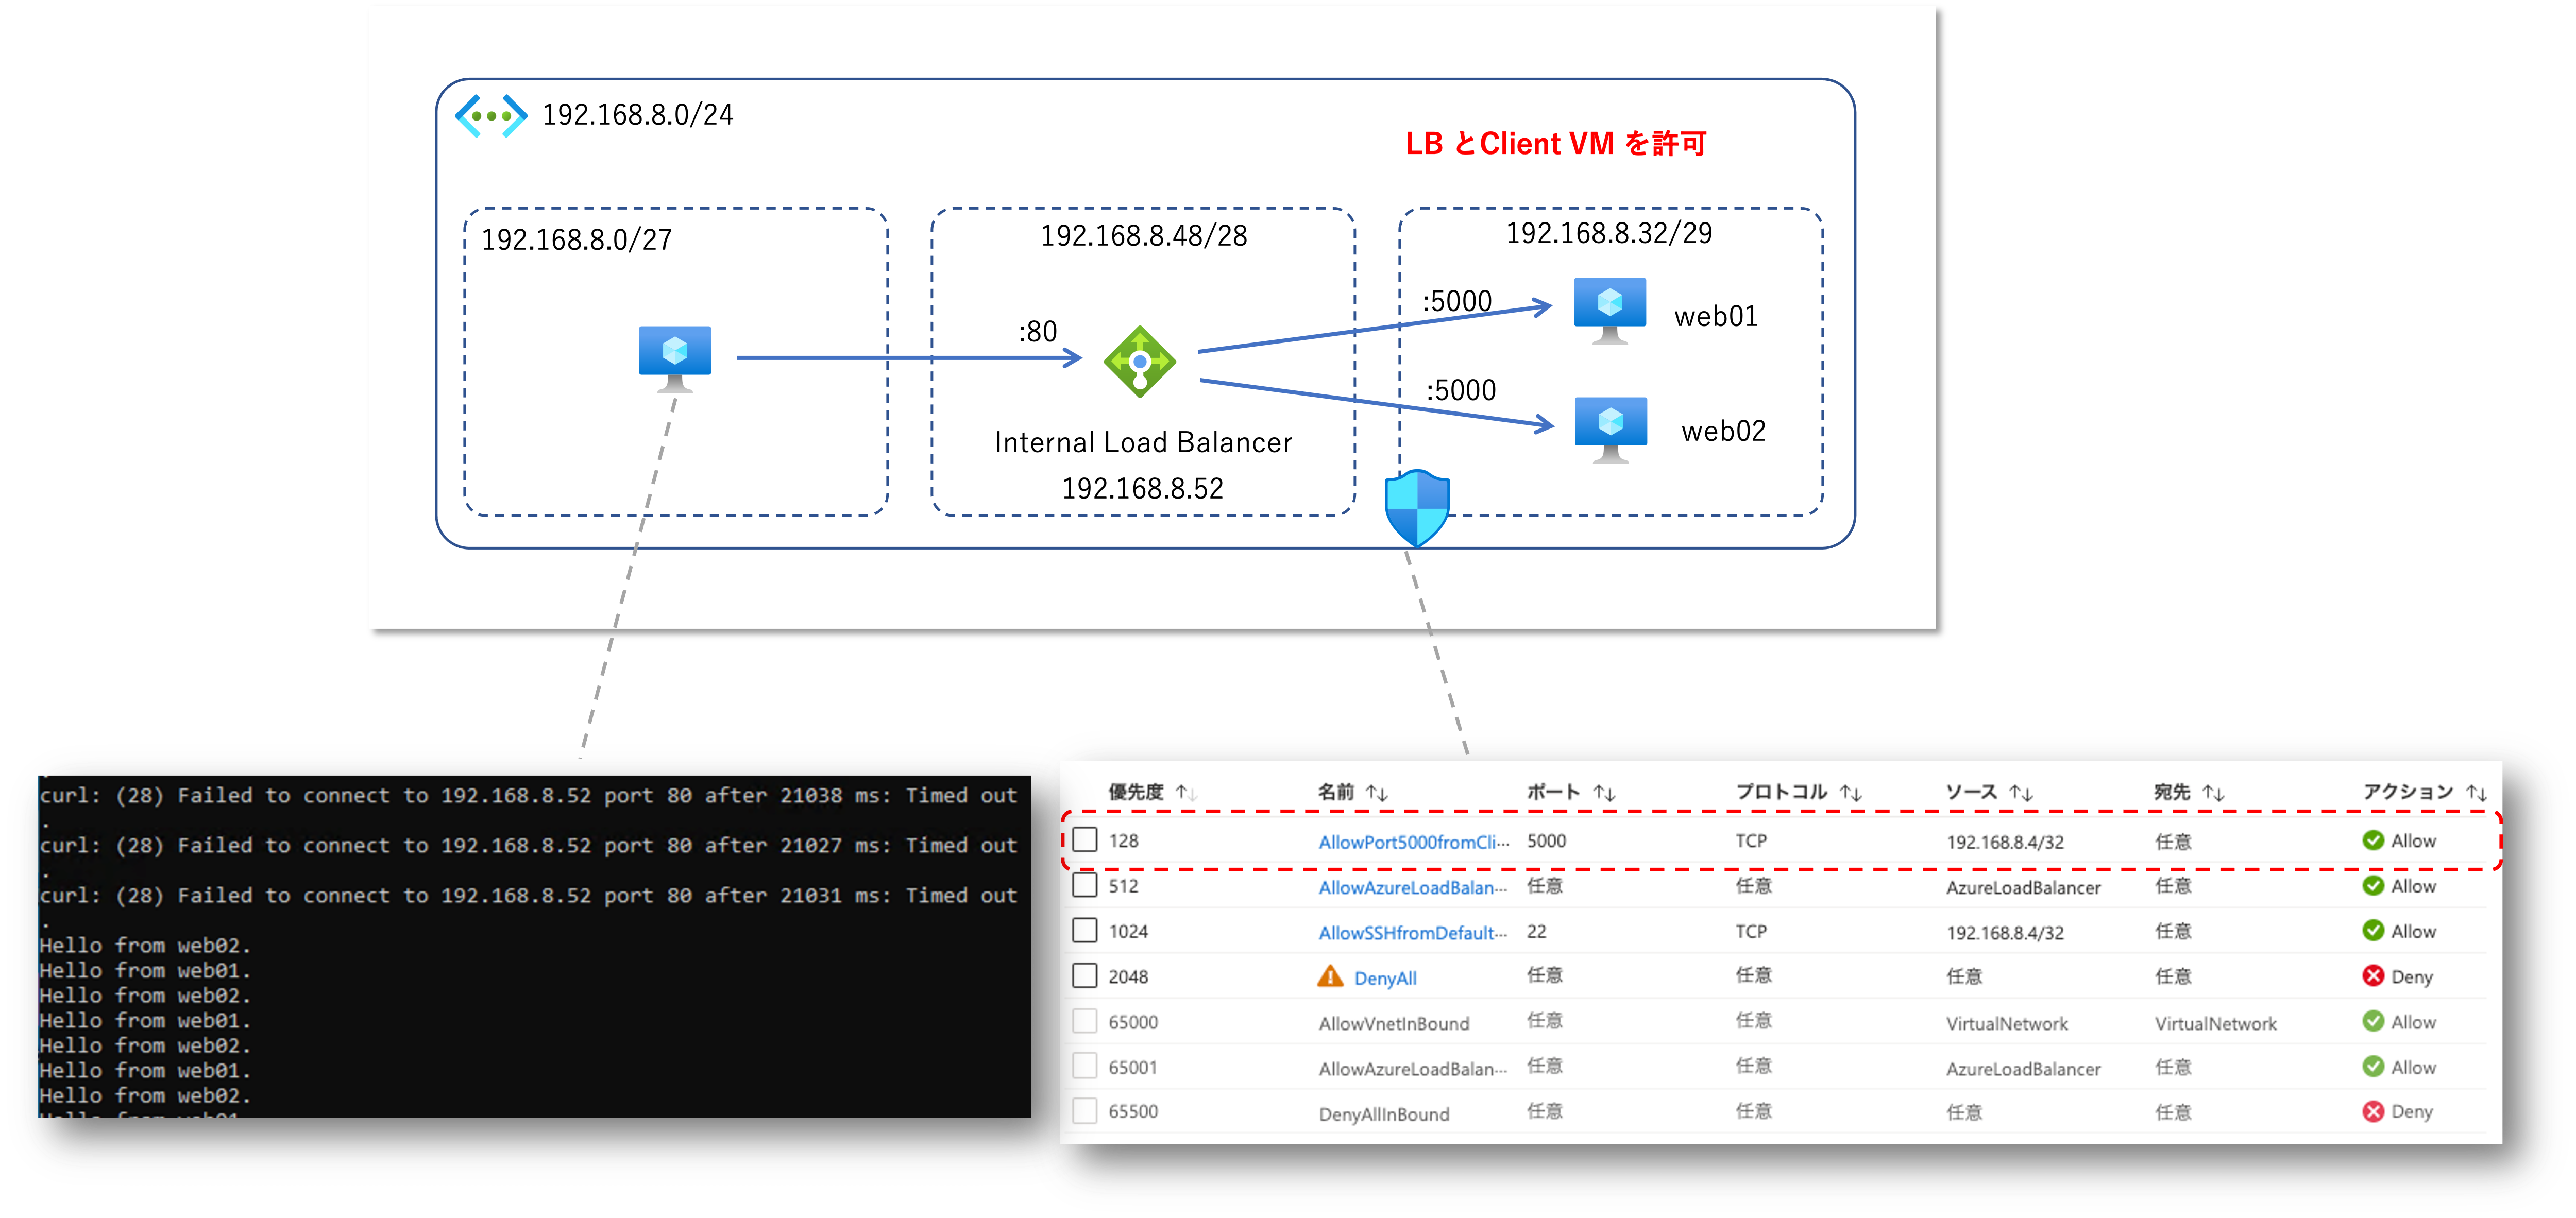 192.168.8.0/24
LB とClient VM を許可
192.168.8.0/27
192.168.8.48/28
192.168.8.32/29
:80
:5000
web01
:5000
web02
Internal Load Balancer
192.168.8.52
curl: (28) Failed to connect to 192.168.8.52 port 80 after 21038 ms: Timed out
.
curl: (28) Failed to connect to 192.168.8.52 port 80 after 21027 ms: Timed out
.
curl: (28) Failed to connect to 192.168.8.52 port 80 after 21031 ms: Timed out
.
Hello from web02.
Hello from web01.
Hello from web02.
Hello from web01.
Hello from web02.
Hello from web01.
Hello from web02.
優先度 ↑↓ 名前 ↑↓ ポート ↑↓ プロトコル ↑↓ ソース ↑↓ 宛先 ↑↓ アクション ↑↓
128 AllowPort5000fromCli... 5000 TCP 192.168.8.4/32 任意 Allow
512 AllowAzureLoadBalan... 任意 任意 AzureLoadBalancer 任意 Allow
1024 AllowSSHfromDefault... 22 TCP 192.168.8.4/32 任意 Allow
2048 DenyAll 任意 任意 任意 任意 Deny
65000 AllowVnetInBound 任意 任意 VirtualNetwork VirtualNetwork Allow
65001 AllowAzureLoadBalan... 任意 任意 AzureLoadBalancer 任意 Allow
65500 DenyAllInBound 任意 任意 任意 任意 Deny